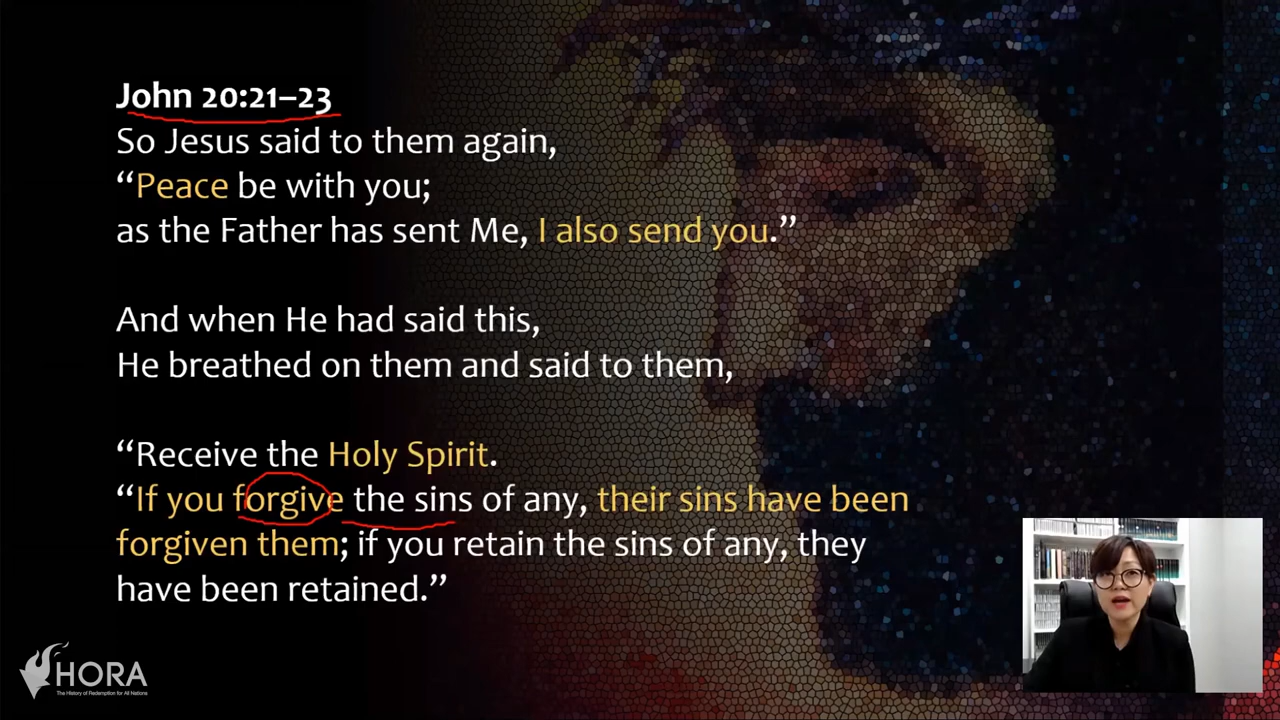 John 20:21–23
So Jesus said to them again,
“Peace be with you;
as the Father has sent Me, I also send you.”
And when He had said this,
He breathed on them and said to them,
“Receive the Holy Spirit.
“If you forgive the sins of any, their sins have been
forgiven them; if you retain the sins of any, they
have been retained.”
HORA
The History of Redemption for All Nations